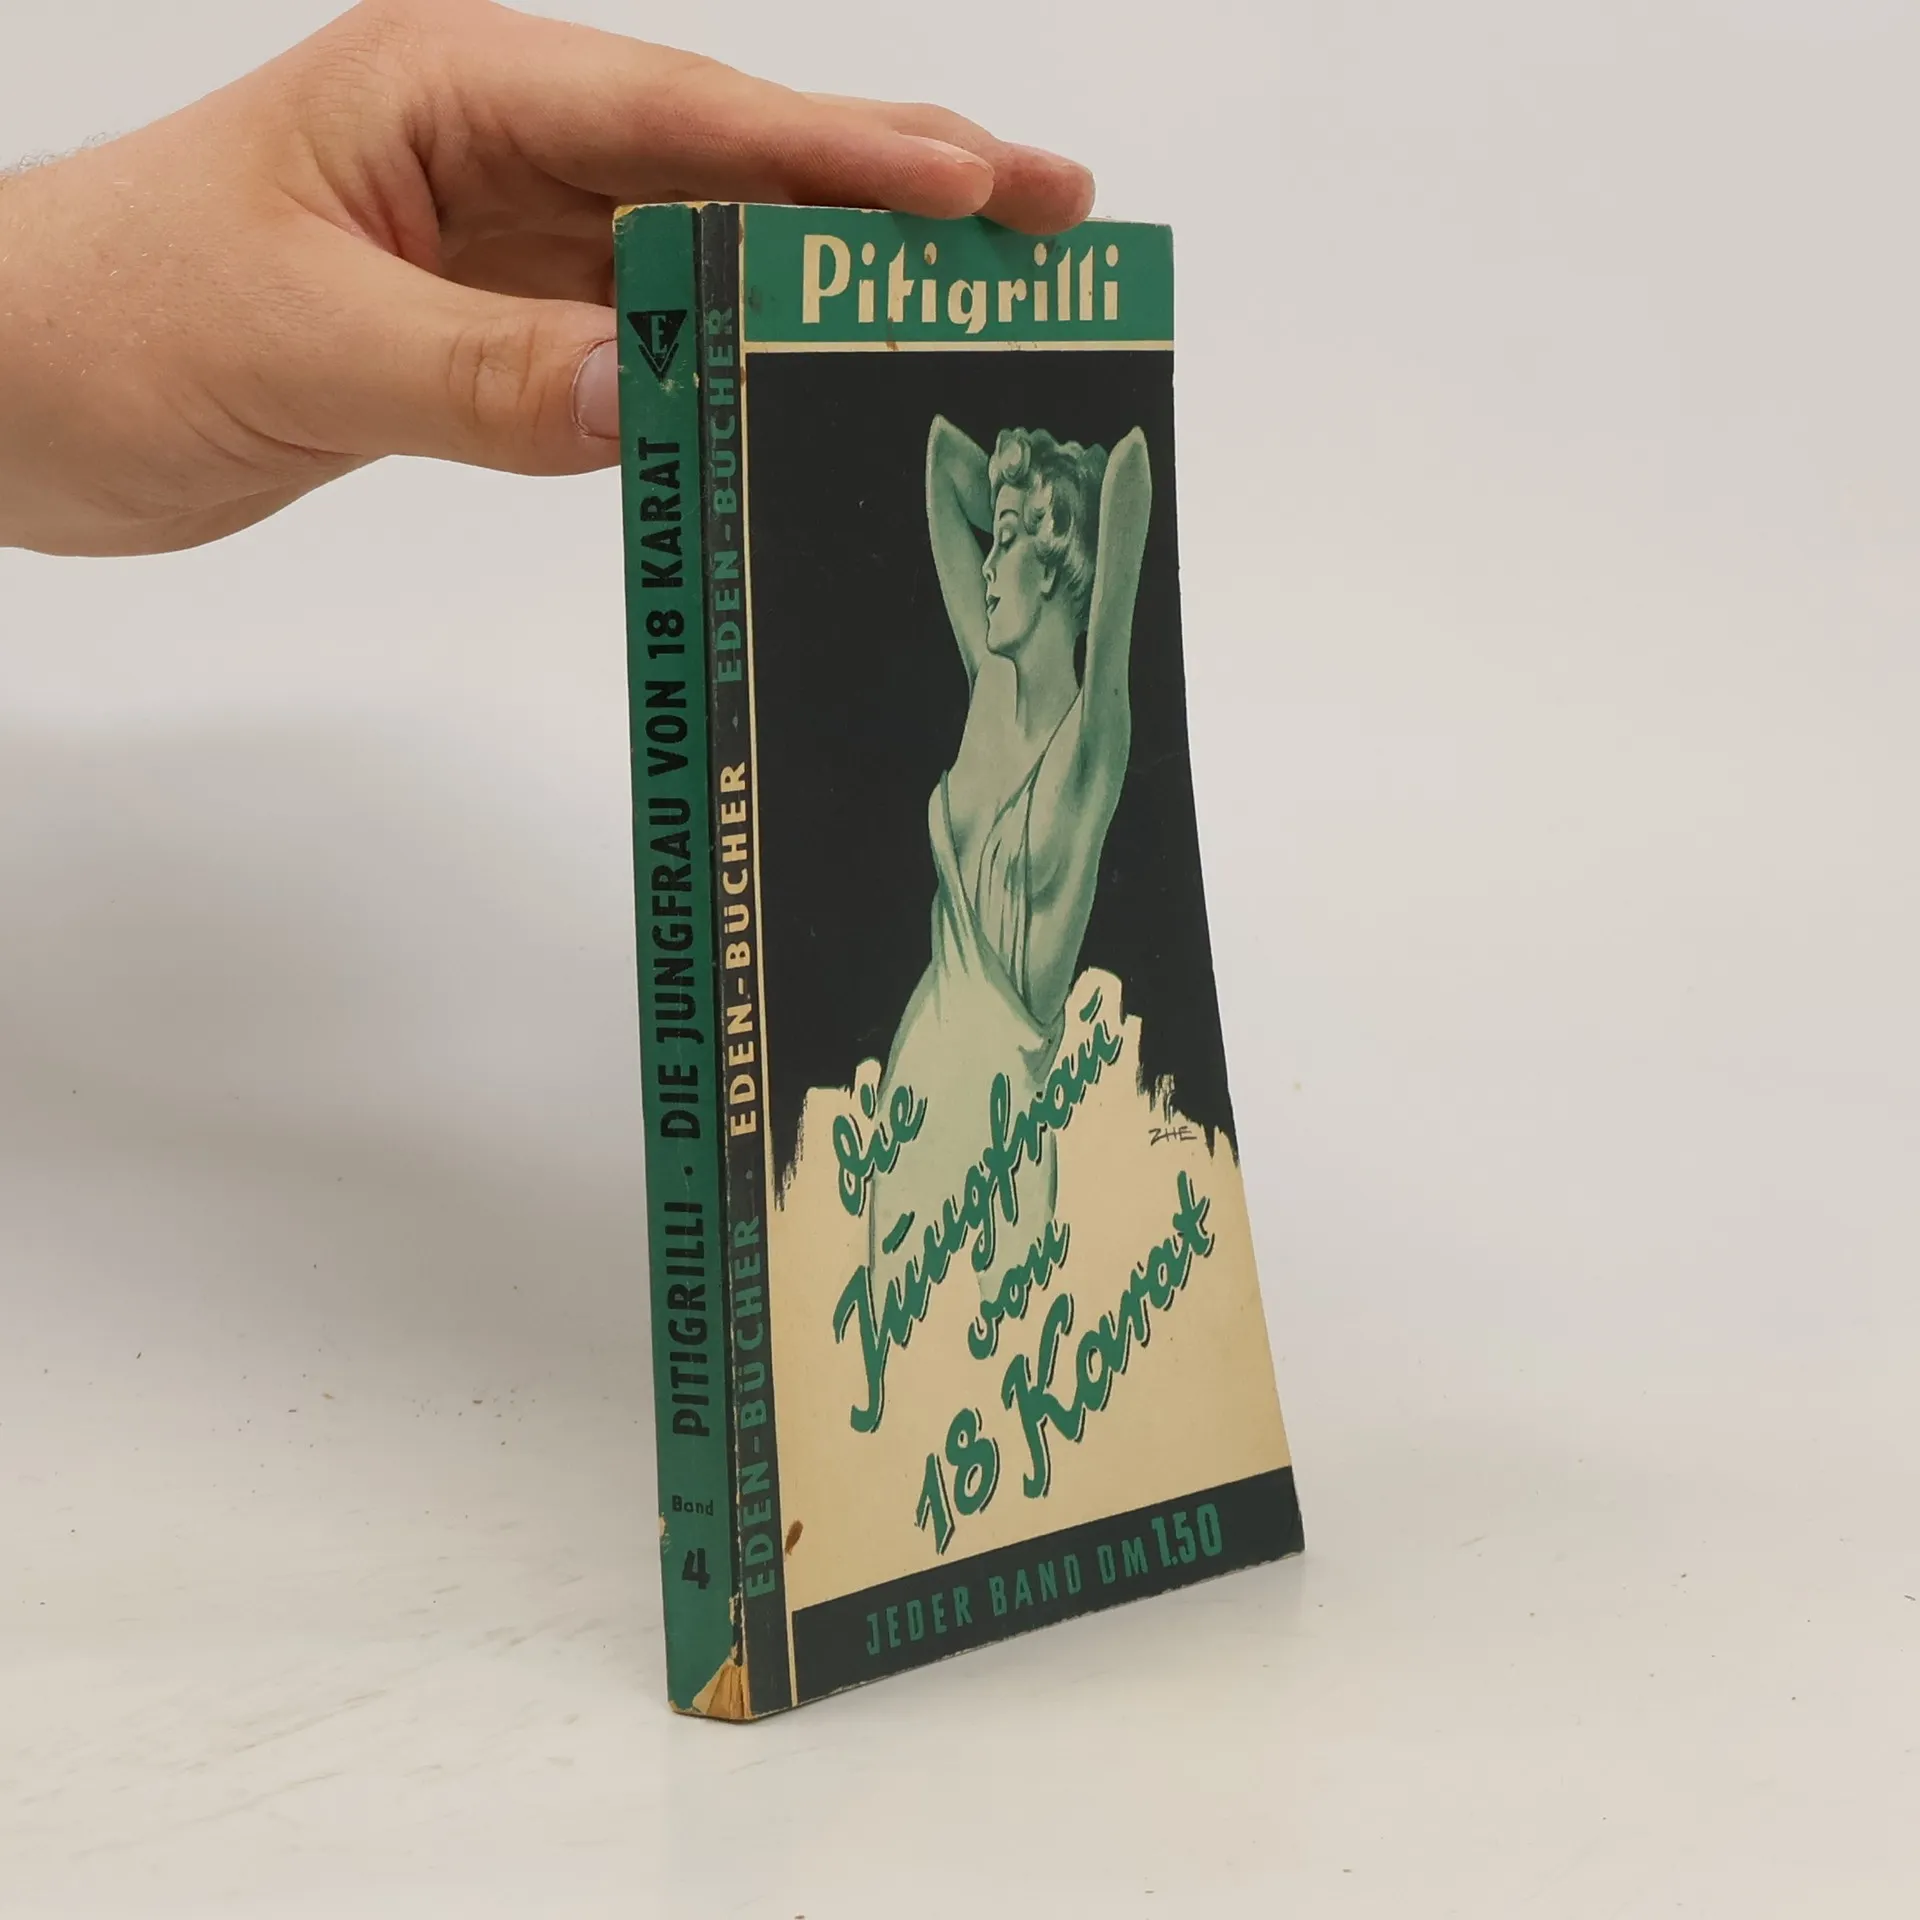 Pitigrilli
die
Jungfrau
von
18 Karat
ZHE
JEDER BAND DM 1.50
EDEN-BÜCHER · EDEN-BÜCHER · EDEN-BÜCHER
PITIGRILLI · DIE JUNGFRAU VON 18 KARAT
E
Band
4